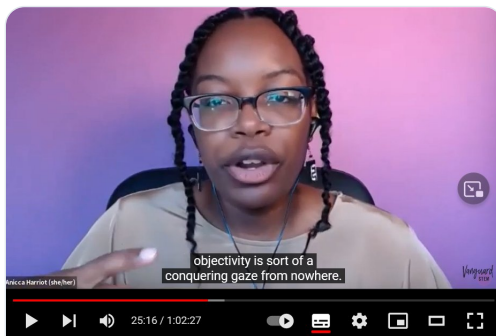 objectivity is sort of a
conquering gaze from nowhere.
Anicca Harriot (she/her)
Vanguard
STEM
25:16 / 1:02:27